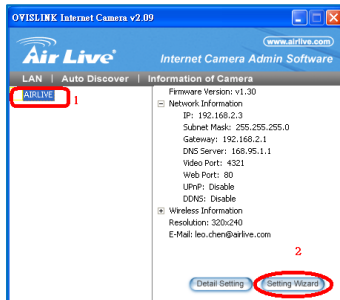 OVISLINK Internet Camera v2.09
Air Live
www.airlive.com
Internet Camera Admin Software
LAN | Auto Discover | Information of Camera
AIRLIVE
1
Firmware Version: v1.30
Network Information
IP: 192.168.2.3
Subnet Mask: 255.255.255.0
Gateway: 192.168.2.1
DNS Server: 168.95.1.1
Video Port: 4321
Web Port: 80
UPnP: Disable
DDNS: Disable
Wireless Information
Resolution: 320x240
E-Mail: leo.chen@airlive.com
2
Detail Setting
Setting Wizard